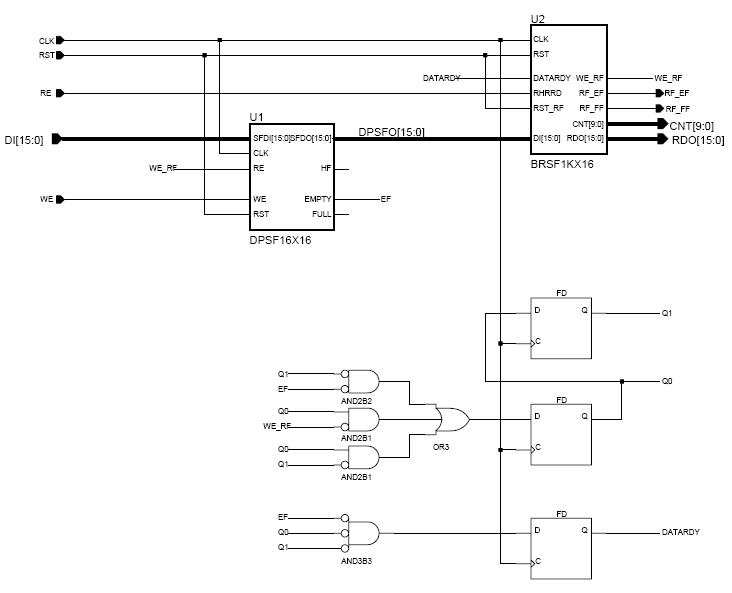 U2
CLK
CLK
RST
RST
DATARDY
DATARDY
WE_RF
WE_RF
RE
RHRRD
RF_EF
RF_EF
RST_RF
RF_FF
RF_FF
U1
CNT[9:0]
CNT[9:0]
DI[15:0]
SFDI[15:0]
SFDO[15:0]
DPSFO[15:0]
DI[15:0]
RDO[15:0]
RDO[15:0]
CLK
BRSF1KX16
WE_RF
RE
HF
WE
WE
EMPTY
EF
RST
FULL
DPSF16X16
FD
D
Q
Q1
C
Q1
EF
AND2B2
Q0
Q0
WE_RF
AND2B1
FD
D
Q
C
OR3
Q0
Q1
AND2B1
FD
EF
Q0
Q1
AND3B3
D
Q
DATARDY
C